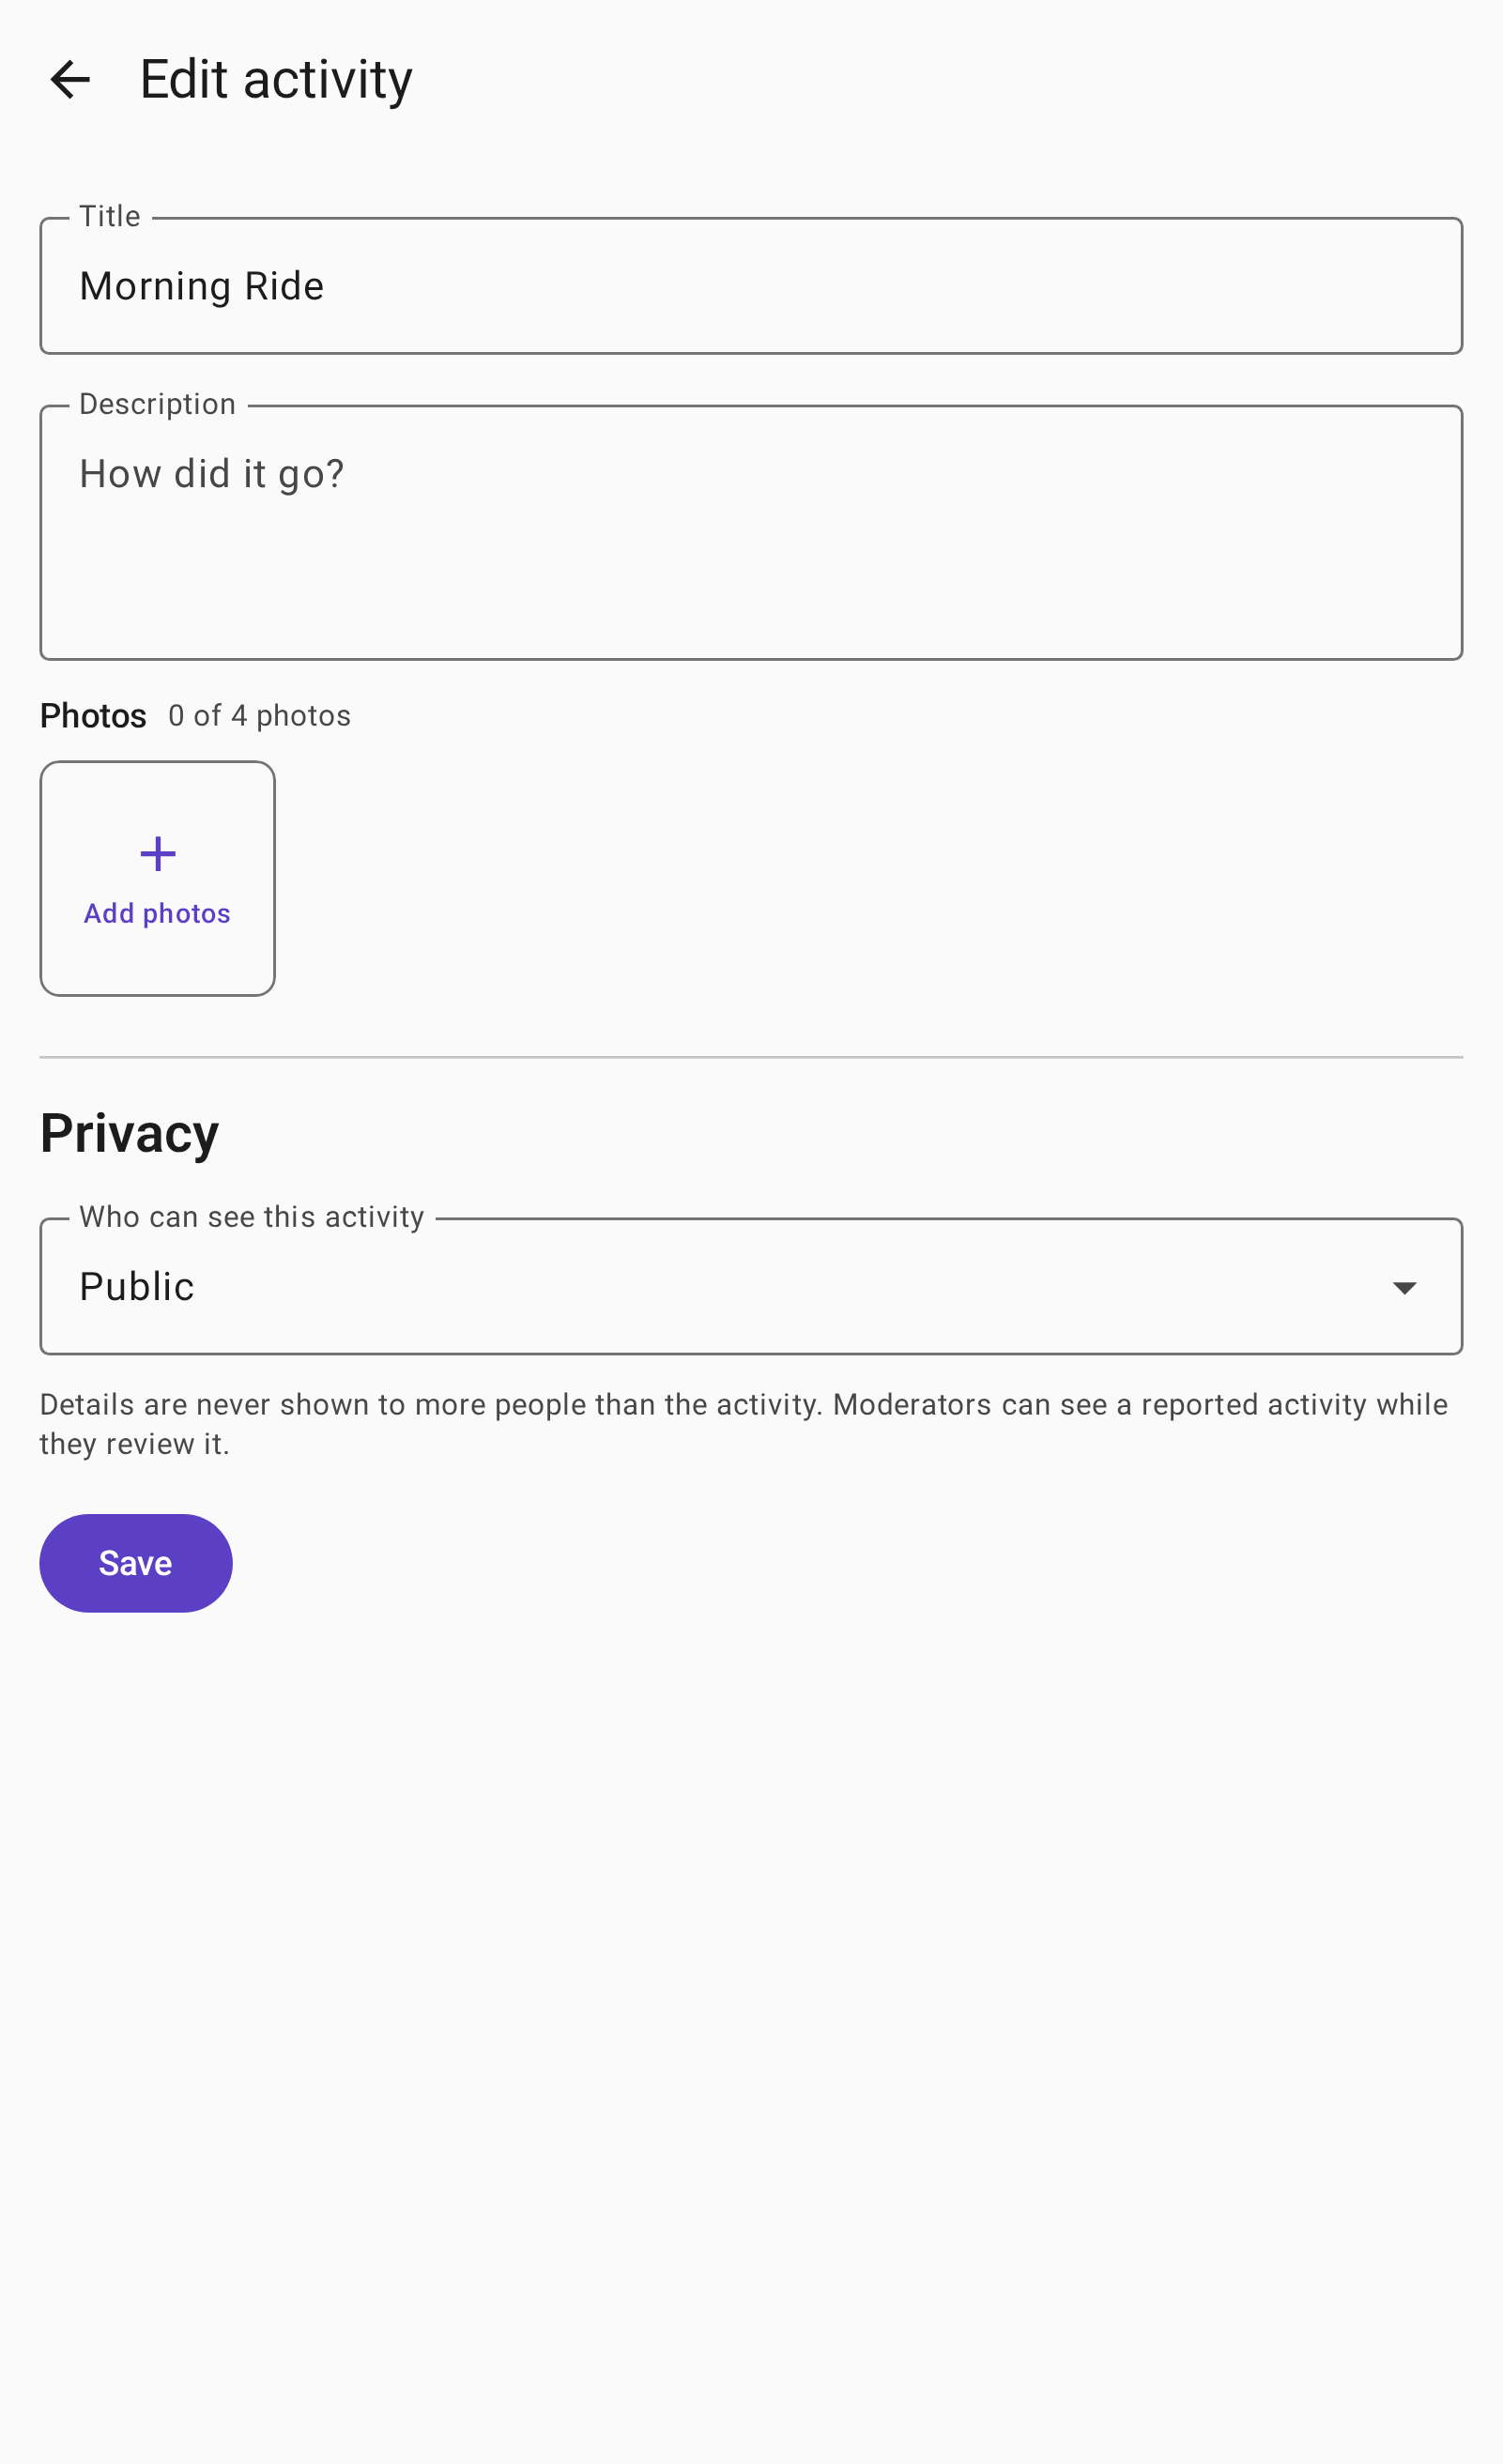 Edit activity
Title
Morning Ride
Description
How did it go?
Photos 0 of 4 photos
Add photos
Privacy
Who can see this activity
Public
Details are never shown to more people than the activity. Moderators can see a reported activity while
they review it.
Save